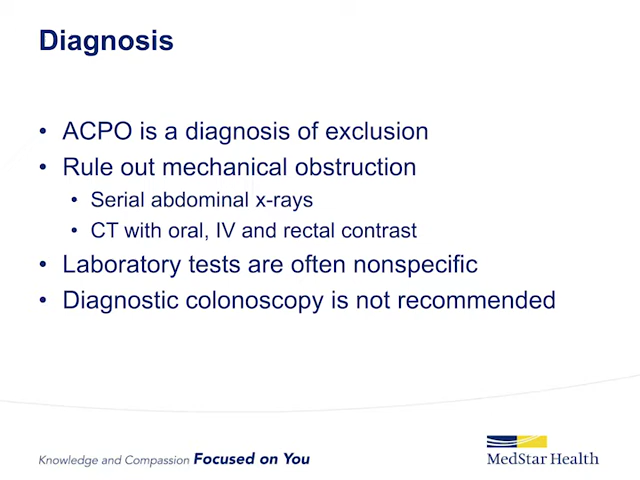 Diagnosis
• ACPO is a diagnosis of exclusion
• Rule out mechanical obstruction
• Serial abdominal x-rays
• CT with oral, IV and rectal contrast
• Laboratory tests are often nonspecific
• Diagnostic colonoscopy is not recommended
Knowledge and Compassion Focused on You
MedStar Health